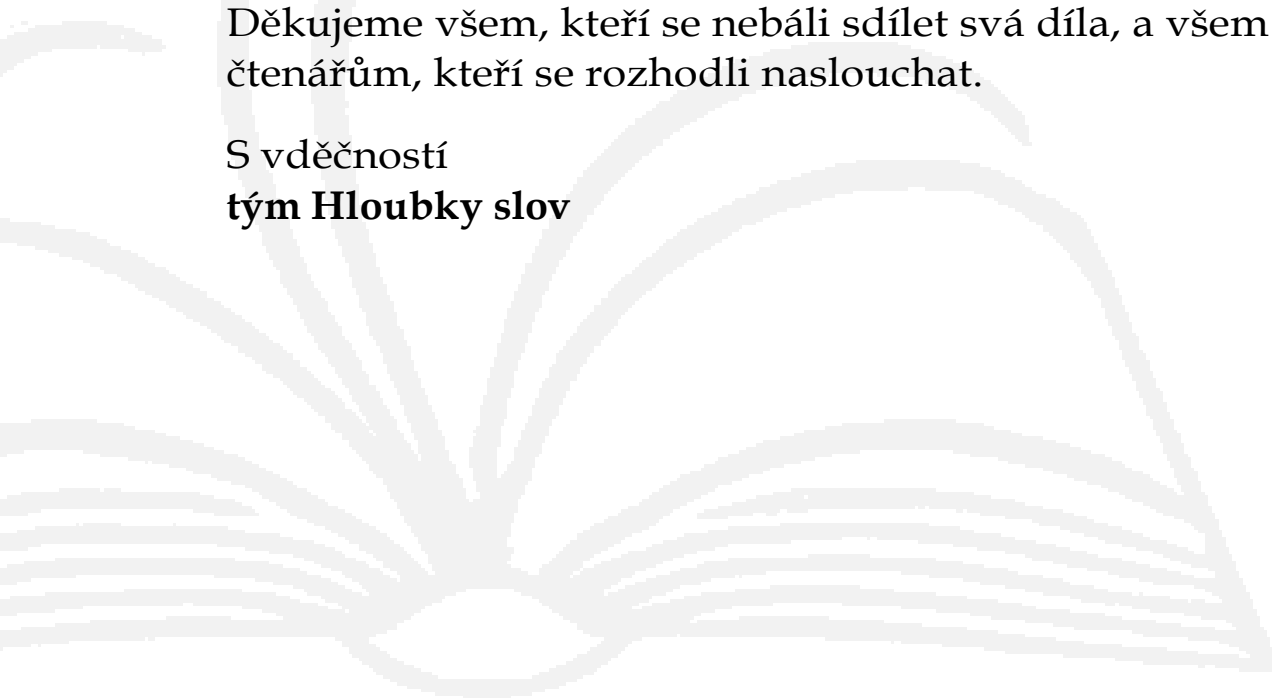 Děkujeme všem, kteří se nebáli sdílet svá díla, a všem
čtenářům, kteří se rozhodli naslouchat.
S vděčností
tým Hloubky slov